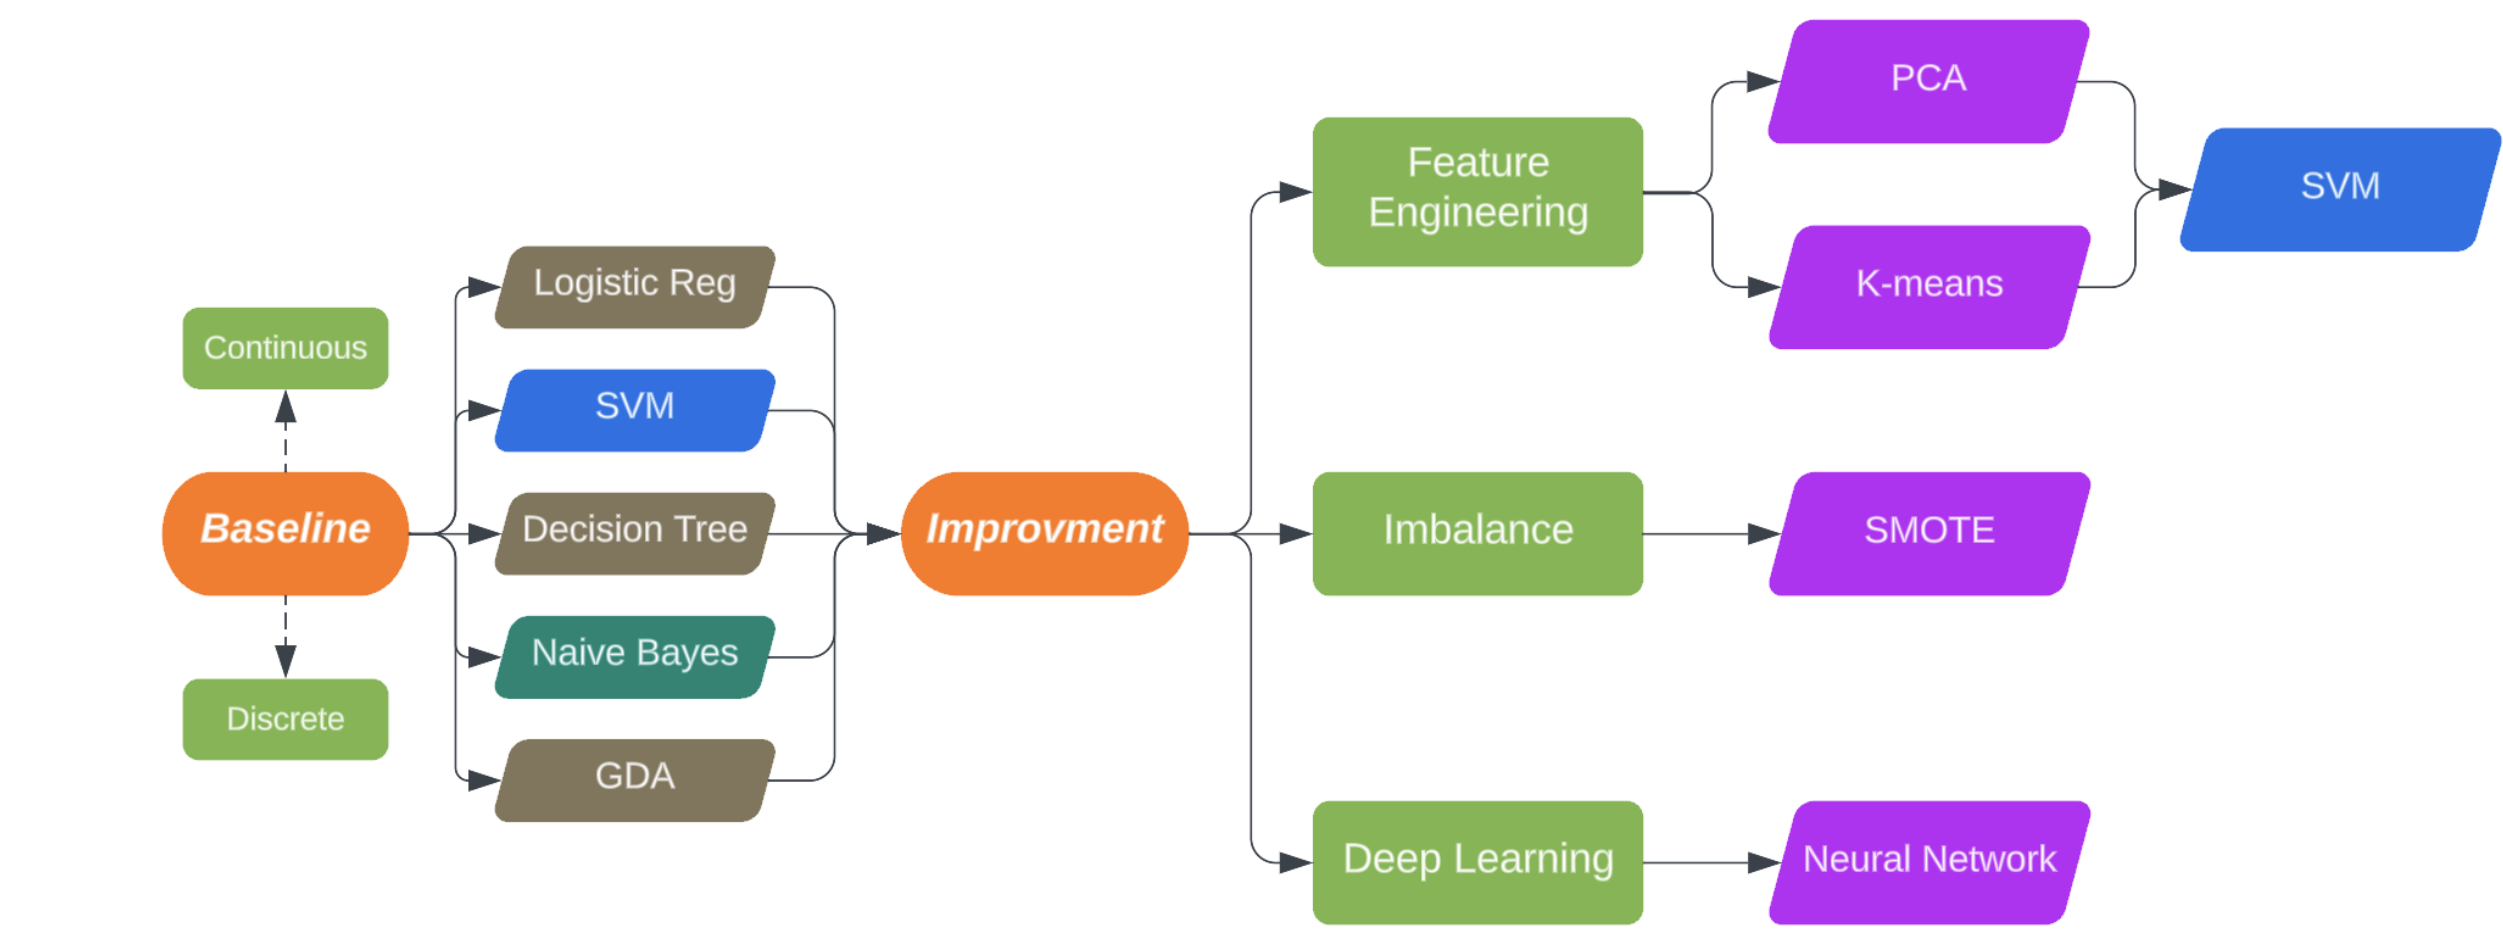 Continuous
Baseline
Discrete
Logistic Reg
SVM
Decision Tree
Naive Bayes
GDA
Improvment
Feature
Engineering
PCA
K-means
SVM
Imbalance
SMOTE
Deep Learning
Neural Network